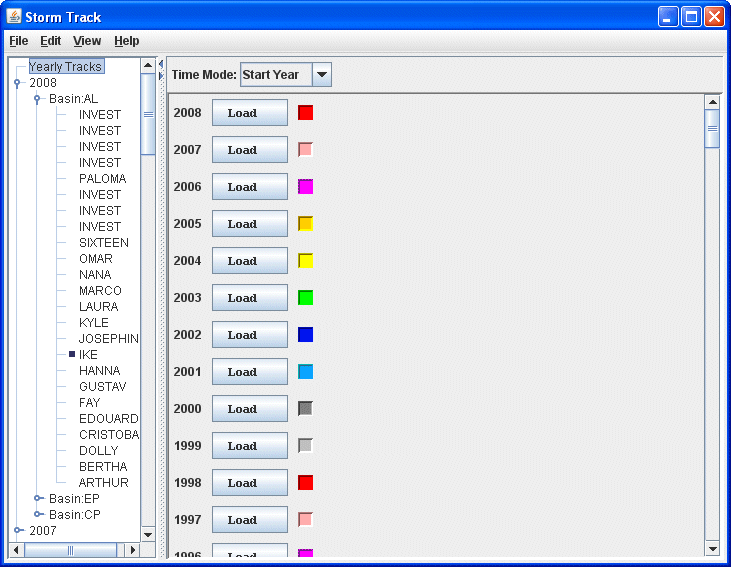 Storm Track
File Edit View Help
Yearly Tracks
2008
Basin:AL
INVEST
INVEST
INVEST
INVEST
PALOMA
INVEST
INVEST
INVEST
SIXTEEN
OMAR
NANA
MARCO
LAURA
KYLE
JOSEPHIN
IKE
HANNA
GUSTAV
FAY
EDOUARD
CRISTOBA
DOLLY
BERTHA
ARTHUR
Basin:EP
Basin:CP
2007
Time Mode: Start Year
2008 Load
2007 Load
2006 Load
2005 Load
2004 Load
2003 Load
2002 Load
2001 Load
2000 Load
1999 Load
1998 Load
1997 Load
1996 Load